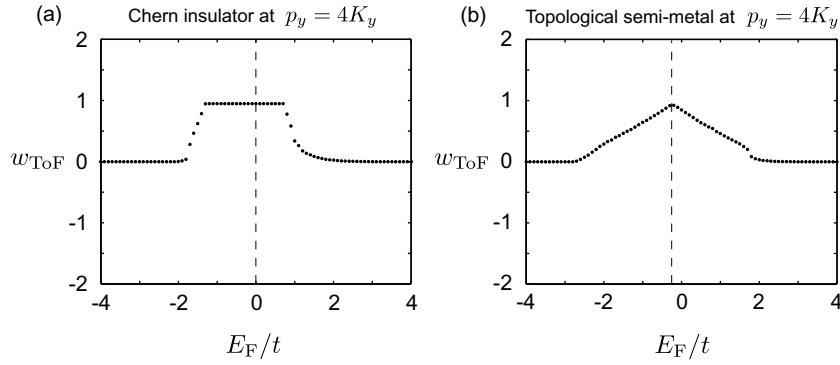 (a) Chern insulator at p_y = 4K_y
2
1
w_ToF 0
-1
-2
-4 -2 0 2 4
E_F/t
(b) Topological semi-metal at p_y = 4K_y
2
1
w_ToF 0
-1
-2
-4 -2 0 2 4
E_F/t